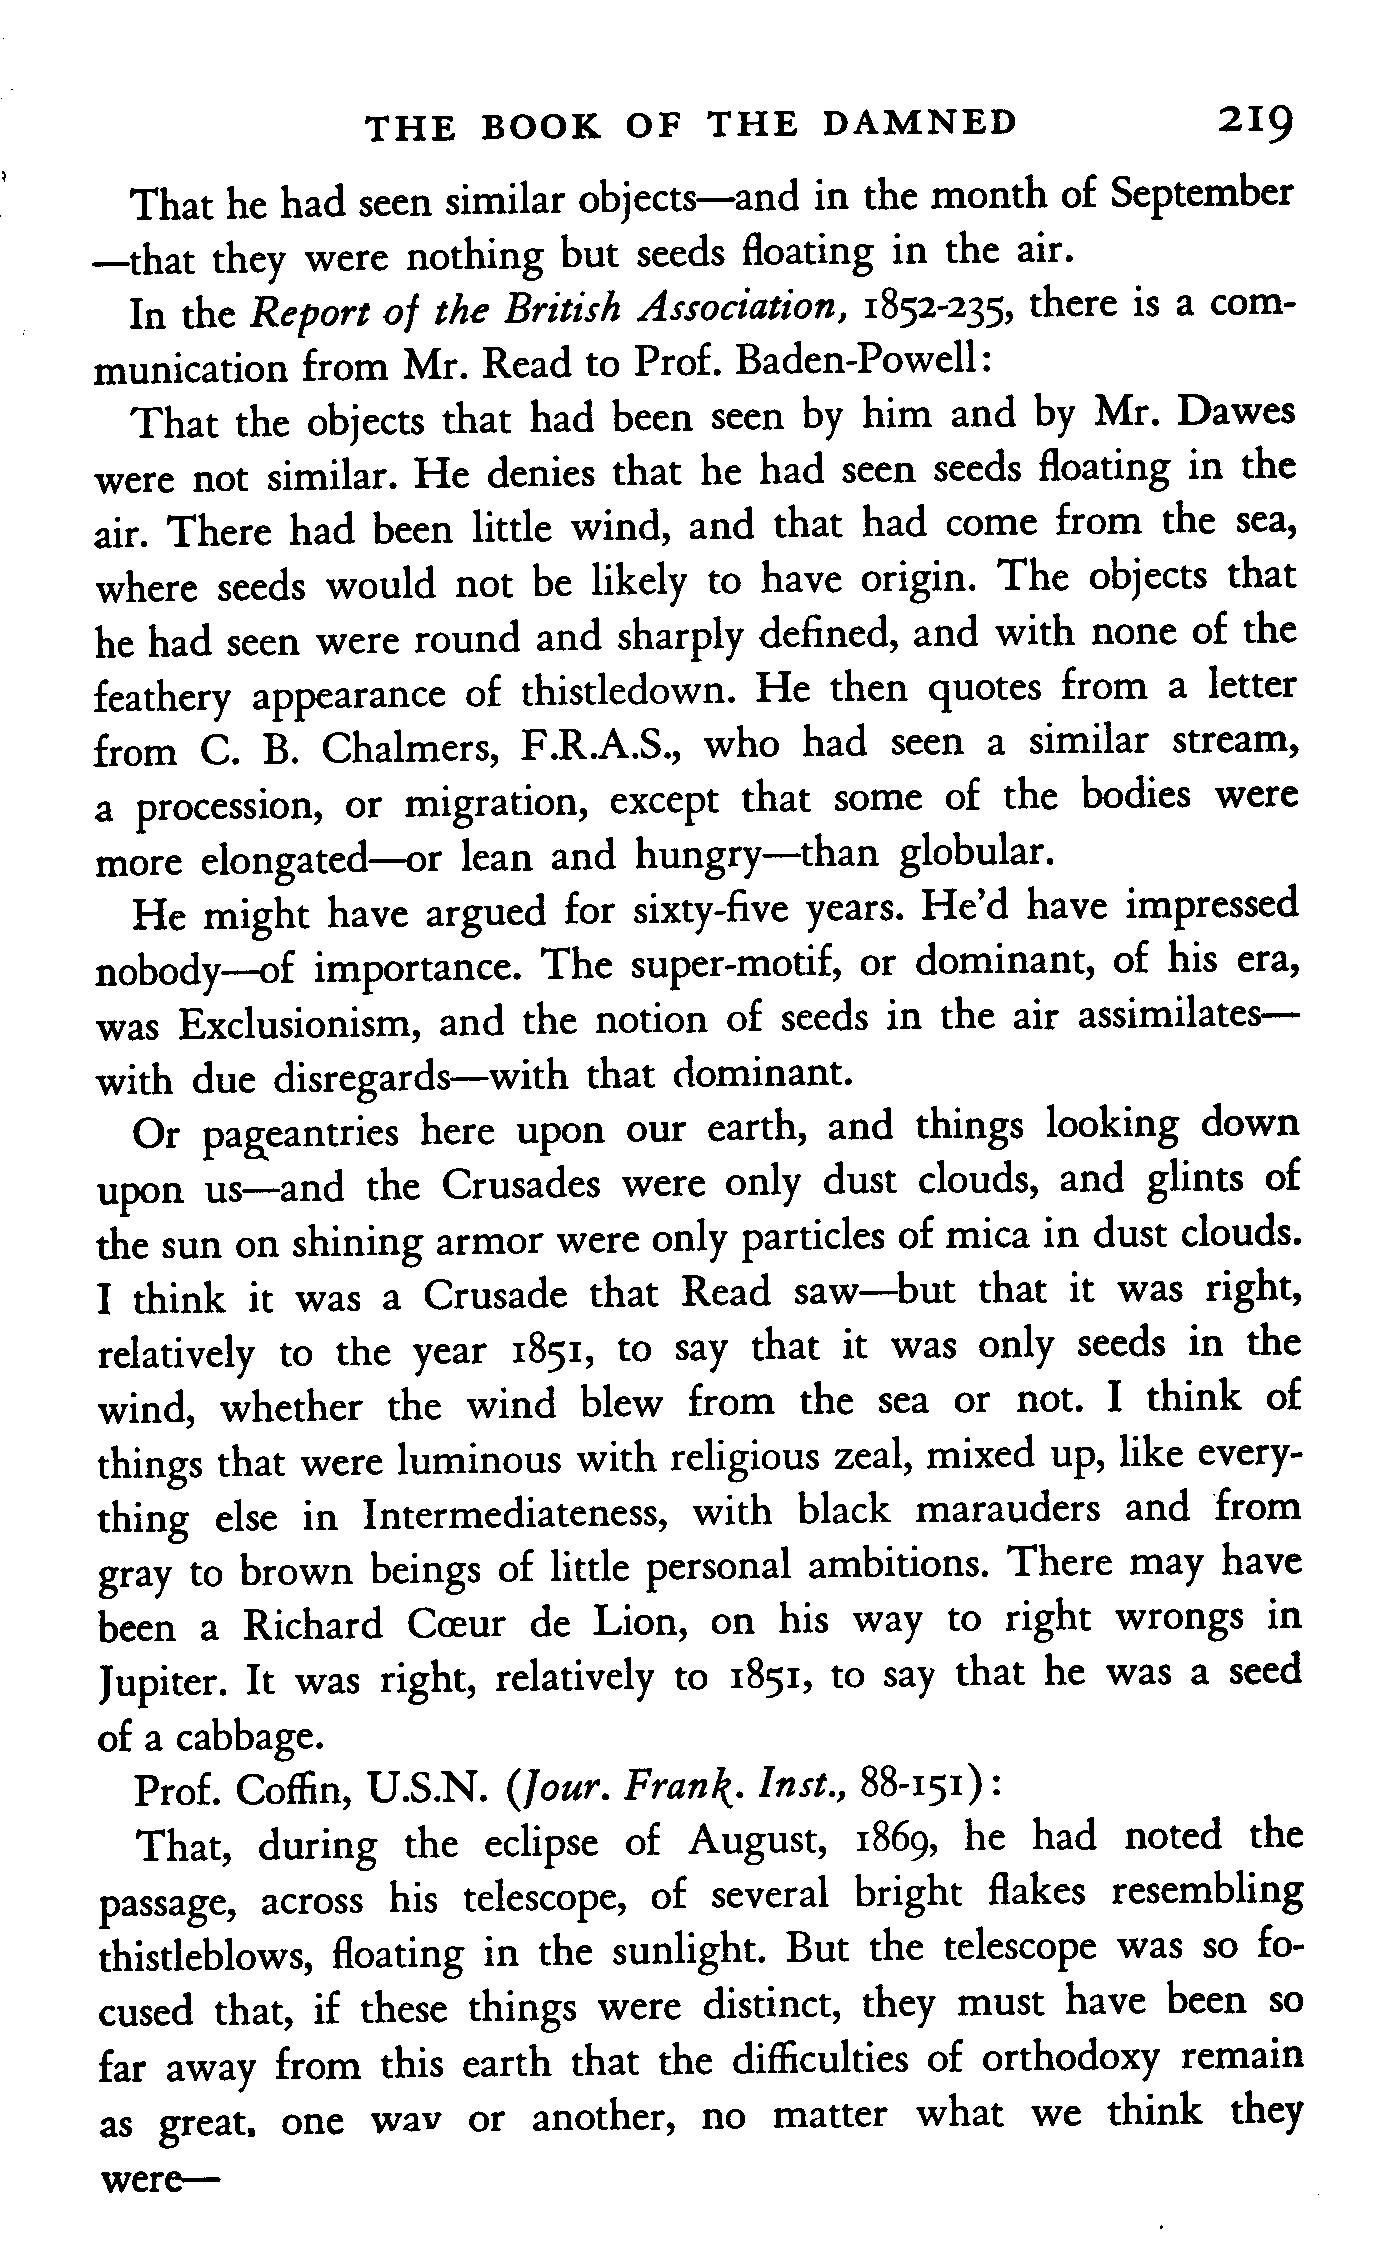 THE BOOK OF THE DAMNED 219
That he had seen similar objects—and in the month of September
—that they were nothing but seeds floating in the air.
In the Report of the British Association, 1852-235, there is a com-
munication from Mr. Read to Prof. Baden-Powell:
That the objects that had been seen by him and by Mr. Dawes
were not similar. He denies that he had seen seeds floating in the
air. There had been little wind, and that had come from the sea,
where seeds would not be likely to have origin. The objects that
he had seen were round and sharply defined, and with none of the
feathery appearance of thistledown. He then quotes from a letter
from C. B. Chalmers, F.R.A.S., who had seen a similar stream,
a procession, or migration, except that some of the bodies were
more elongated—or lean and hungry—than globular.
He might have argued for sixty-five years. He'd have impressed
nobody—of importance. The super-motif, or dominant, of his era,
was Exclusionism, and the notion of seeds in the air assimilates—
with due disregards—with that dominant.
Or pageantries here upon our earth, and things looking down
upon us—and the Crusades were only dust clouds, and glints of
the sun on shining armor were only particles of mica in dust clouds.
I think it was a Crusade that Read saw—but that it was right,
relatively to the year 1851, to say that it was only seeds in the
wind, whether the wind blew from the sea or not. I think of
things that were luminous with religious zeal, mixed up, like every-
thing else in Intermediateness, with black marauders and from
gray to brown beings of little personal ambitions. There may have
been a Richard Cœur de Lion, on his way to right wrongs in
Jupiter. It was right, relatively to 1851, to say that he was a seed
of a cabbage.
Prof. Coffin, U.S.N. (Jour. Frank. Inst., 88-151):
That, during the eclipse of August, 1869, he had noted the
passage, across his telescope, of several bright flakes resembling
thistleblows, floating in the sunlight. But the telescope was so fo-
cused that, if these things were distinct, they must have been so
far away from this earth that the difficulties of orthodoxy remain
as great, one way or another, no matter what we think they
were—